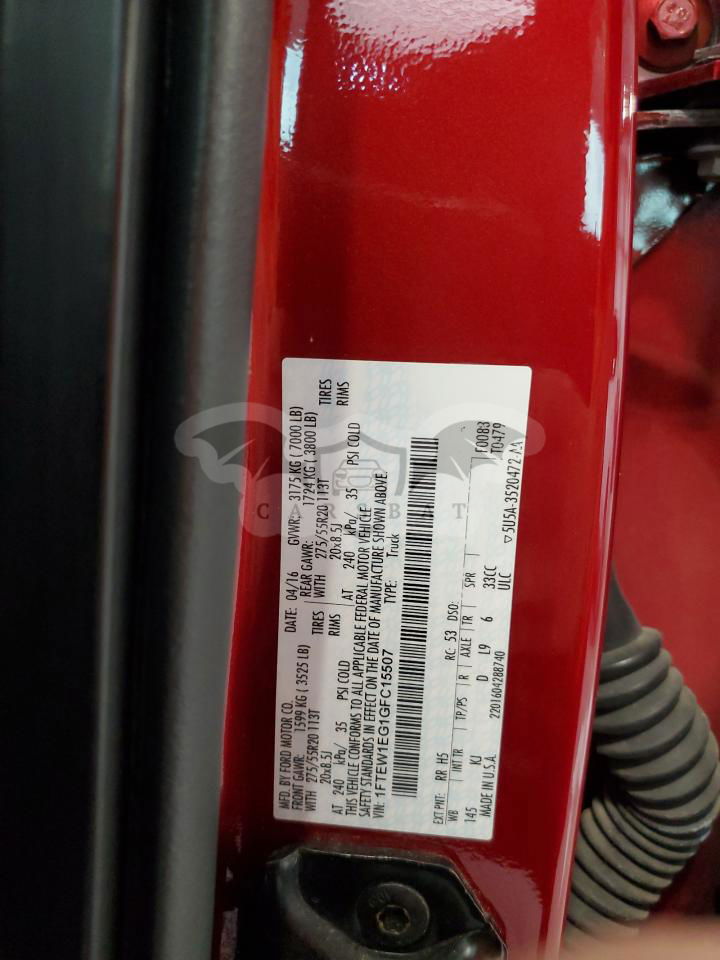 MFD. BY FORD MOTOR CO. DATE: 04/16 GVWR: 3175 KG ( 7000 LB)
FRONT GAWR: 1599 KG ( 3525 LB) REAR GAWR: 1724 KG ( 3800 LB)
WITH 275/55R20 113T TIRES WITH 275/55R20 113T TIRES
20x8.5J RIMS 20x8.5J RIMS
AT 240 kPa/ 35 PSI COLD AT 240 kPa/ 35 PSI COLD
THIS VEHICLE CONFORMS TO ALL APPLICABLE FEDERAL MOTOR VEHICLE
SAFETY STANDARDS IN EFFECT ON THE DATE OF MANUFACTURE SHOWN ABOVE.
VIN: 1FTEW1EG1GFC15507 TYPE: Truck
F0083
T0479
EXT PNT: RR H5 RC: 53 DSO:
WB INT TR TP/PS R AXLE TR SPR
145 KJ D L9 6 33CC
MADE IN U.S.A. 2201604288740 ULC
▽5U5A-3520472-AA
CARSBAT